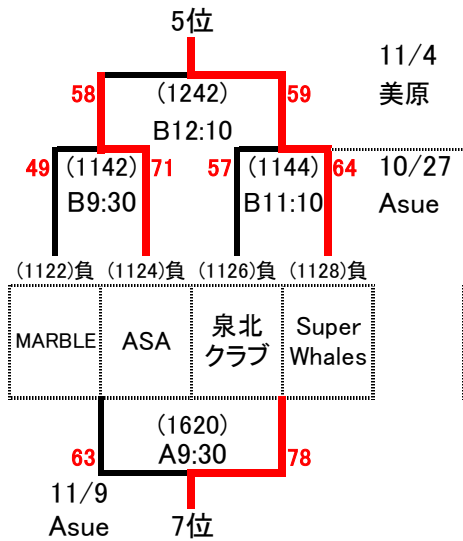 5位
11/4
58
(1242)
59
美原
B12:10
49
(1142)
71
57
(1144)
64
10/27
B9:30
B11:10
Asue
(1122)負
(1124)負
(1126)負
(1128)負
MARBLE
ASA
泉北
クラブ
Super
Whales
(1620)
A9:30
63
78
11/9
Asue
7位